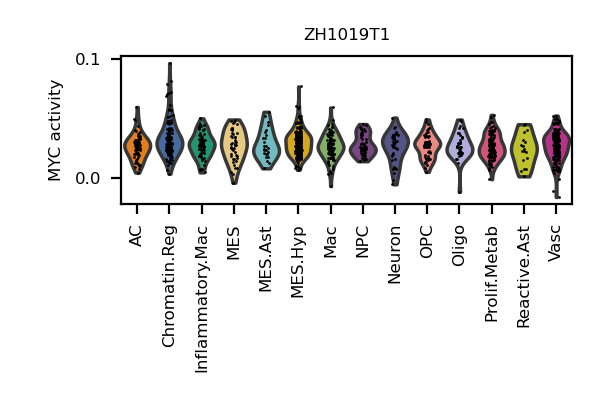 ZH1019T1
MYC activity
0.1
0.0
AC
Chromatin.Reg
Inflammatory.Mac
MES
MES.Ast
MES.Hyp
Mac
NPC
Neuron
OPC
Oligo
Prolif.Metab
Reactive.Ast
Vasc